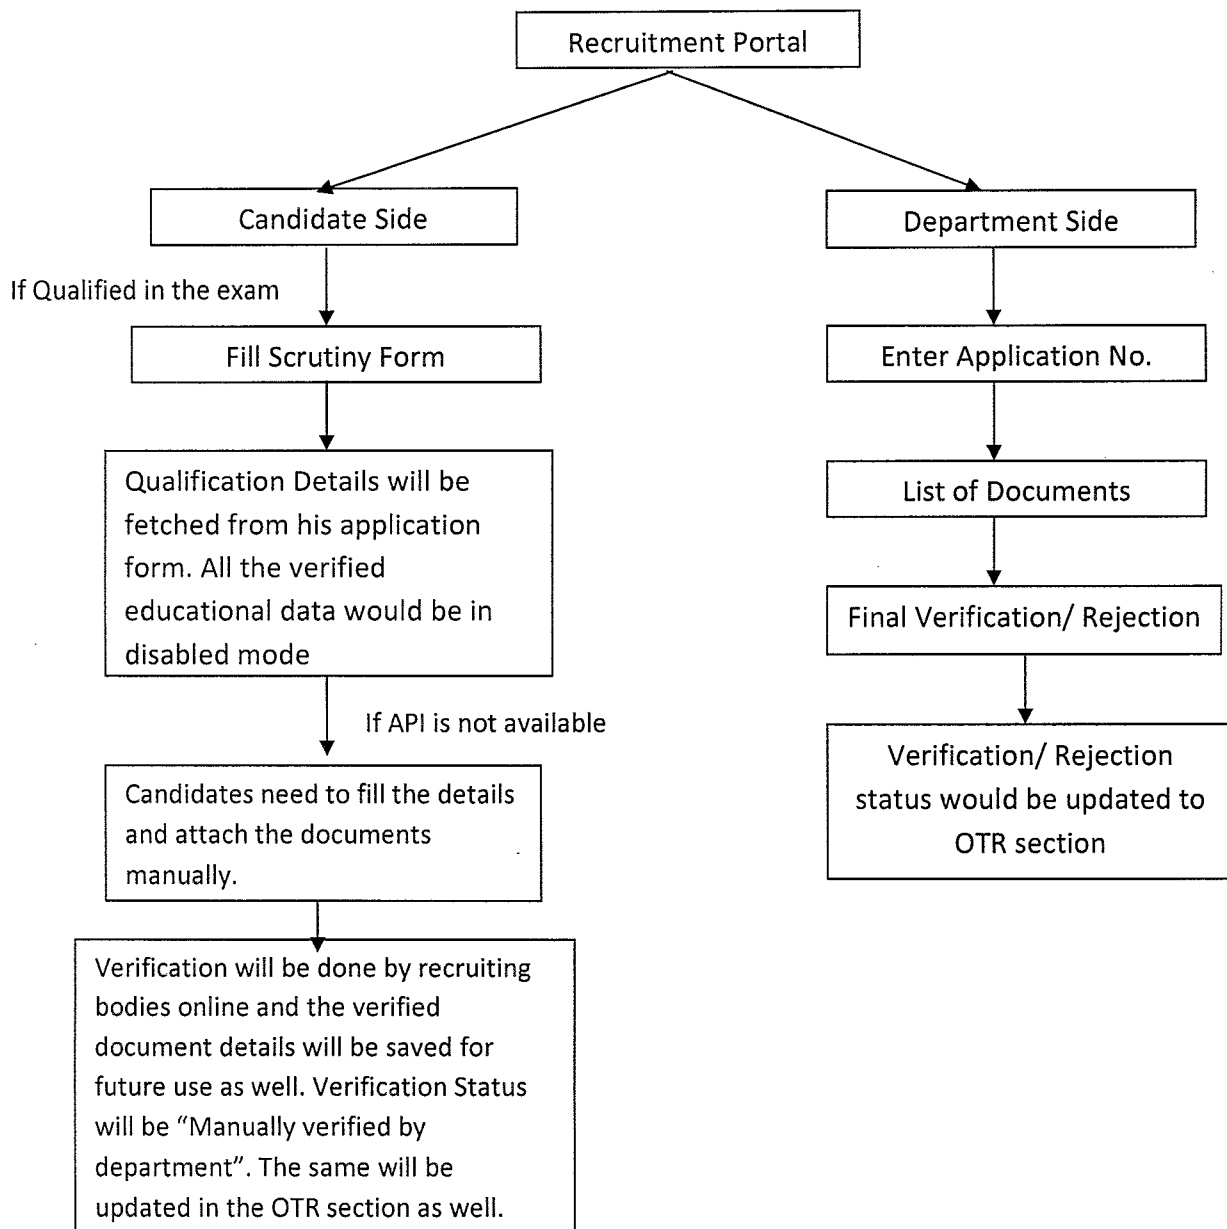 Recruitment Portal
Candidate Side
If Qualified in the exam
Fill Scrutiny Form
Qualification Details will be
fetched from his application
form. All the verified
educational data would be in
disabled mode
If API is not available
Candidates need to fill the details
and attach the documents
manually.
Verification will be done by recruiting
bodies online and the verified
document details will be saved for
future use as well. Verification Status
will be “Manually verified by
department”. The same will be
updated in the OTR section as well.
Department Side
Enter Application No.
List of Documents
Final Verification/ Rejection
Verification/ Rejection
status would be updated to
OTR section